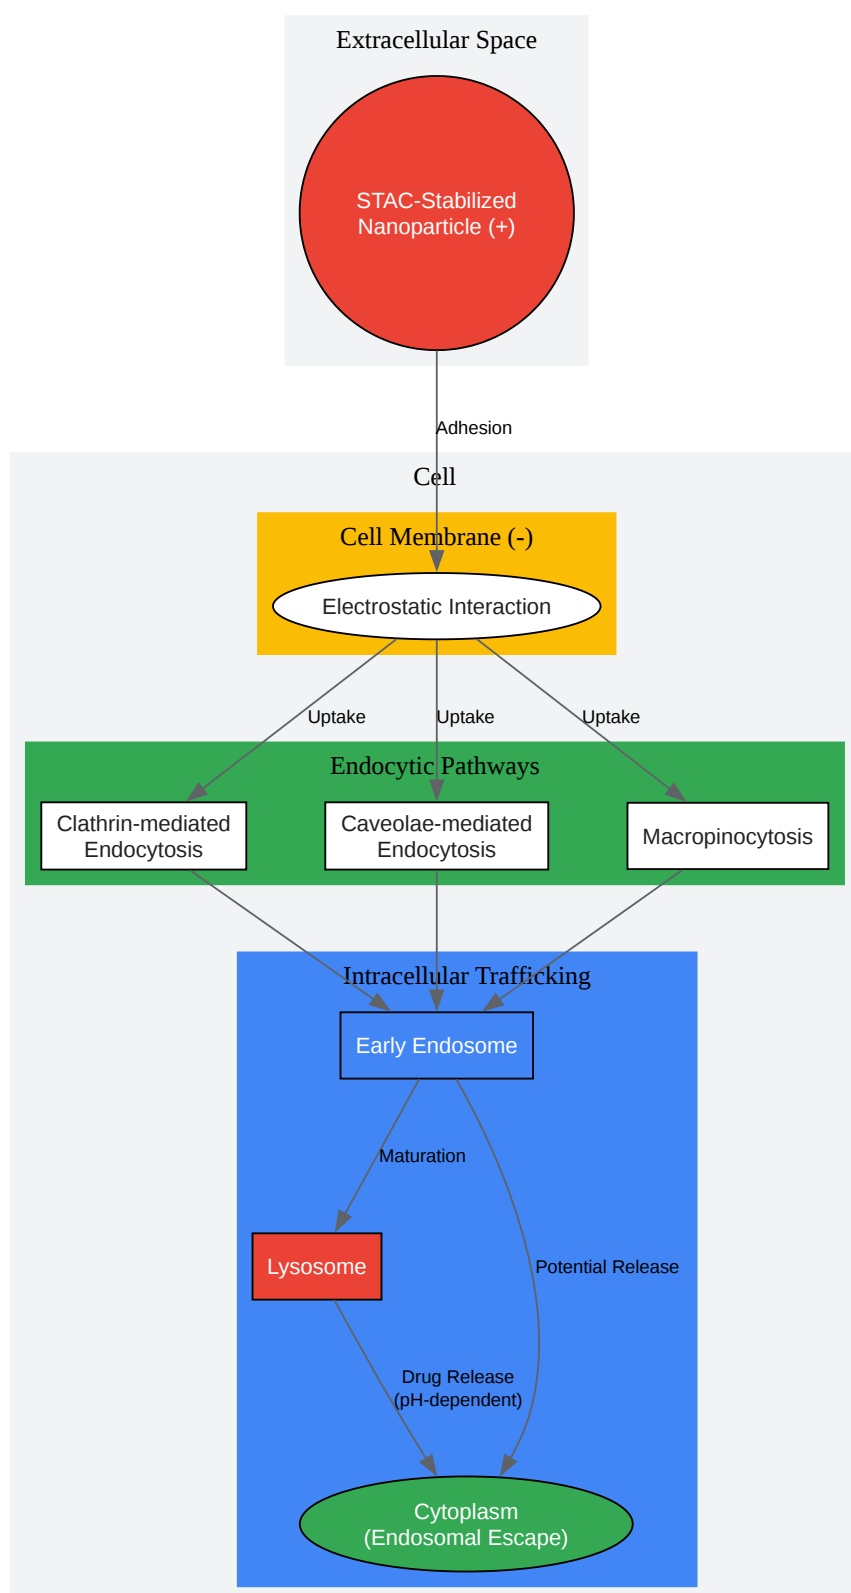 Extracellular Space
STAC-Stabilized
Nanoparticle (+)
Adhesion
Cell
Cell Membrane (-)
Electrostatic Interaction
Uptake
Uptake
Uptake
Endocytic Pathways
Clathrin-mediated
Endocytosis
Caveolae-mediated
Endocytosis
Macropinocytosis
Intracellular Trafficking
Early Endosome
Maturation
Lysosome
Potential Release
Drug Release
(pH-dependent)
Cytoplasm
(Endosomal Escape)